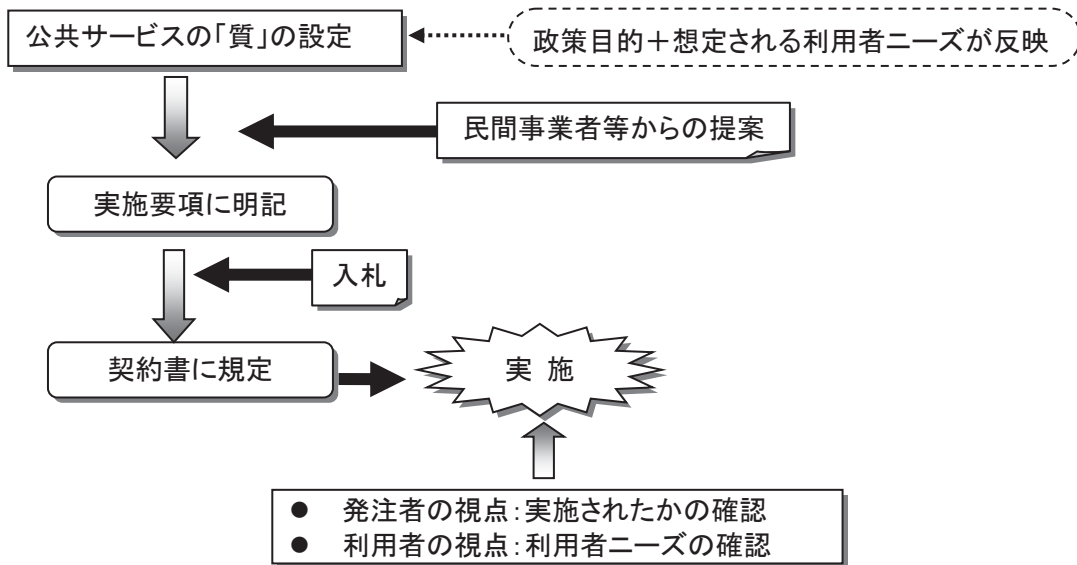 公共サービスの「質」の設定
政策目的＋想定される利用者ニーズが反映
民間事業者等からの提案
実施要項に明記
入札
契約書に規定
実 施
● 発注者の視点：実施されたかの確認
● 利用者の視点：利用者ニーズの確認